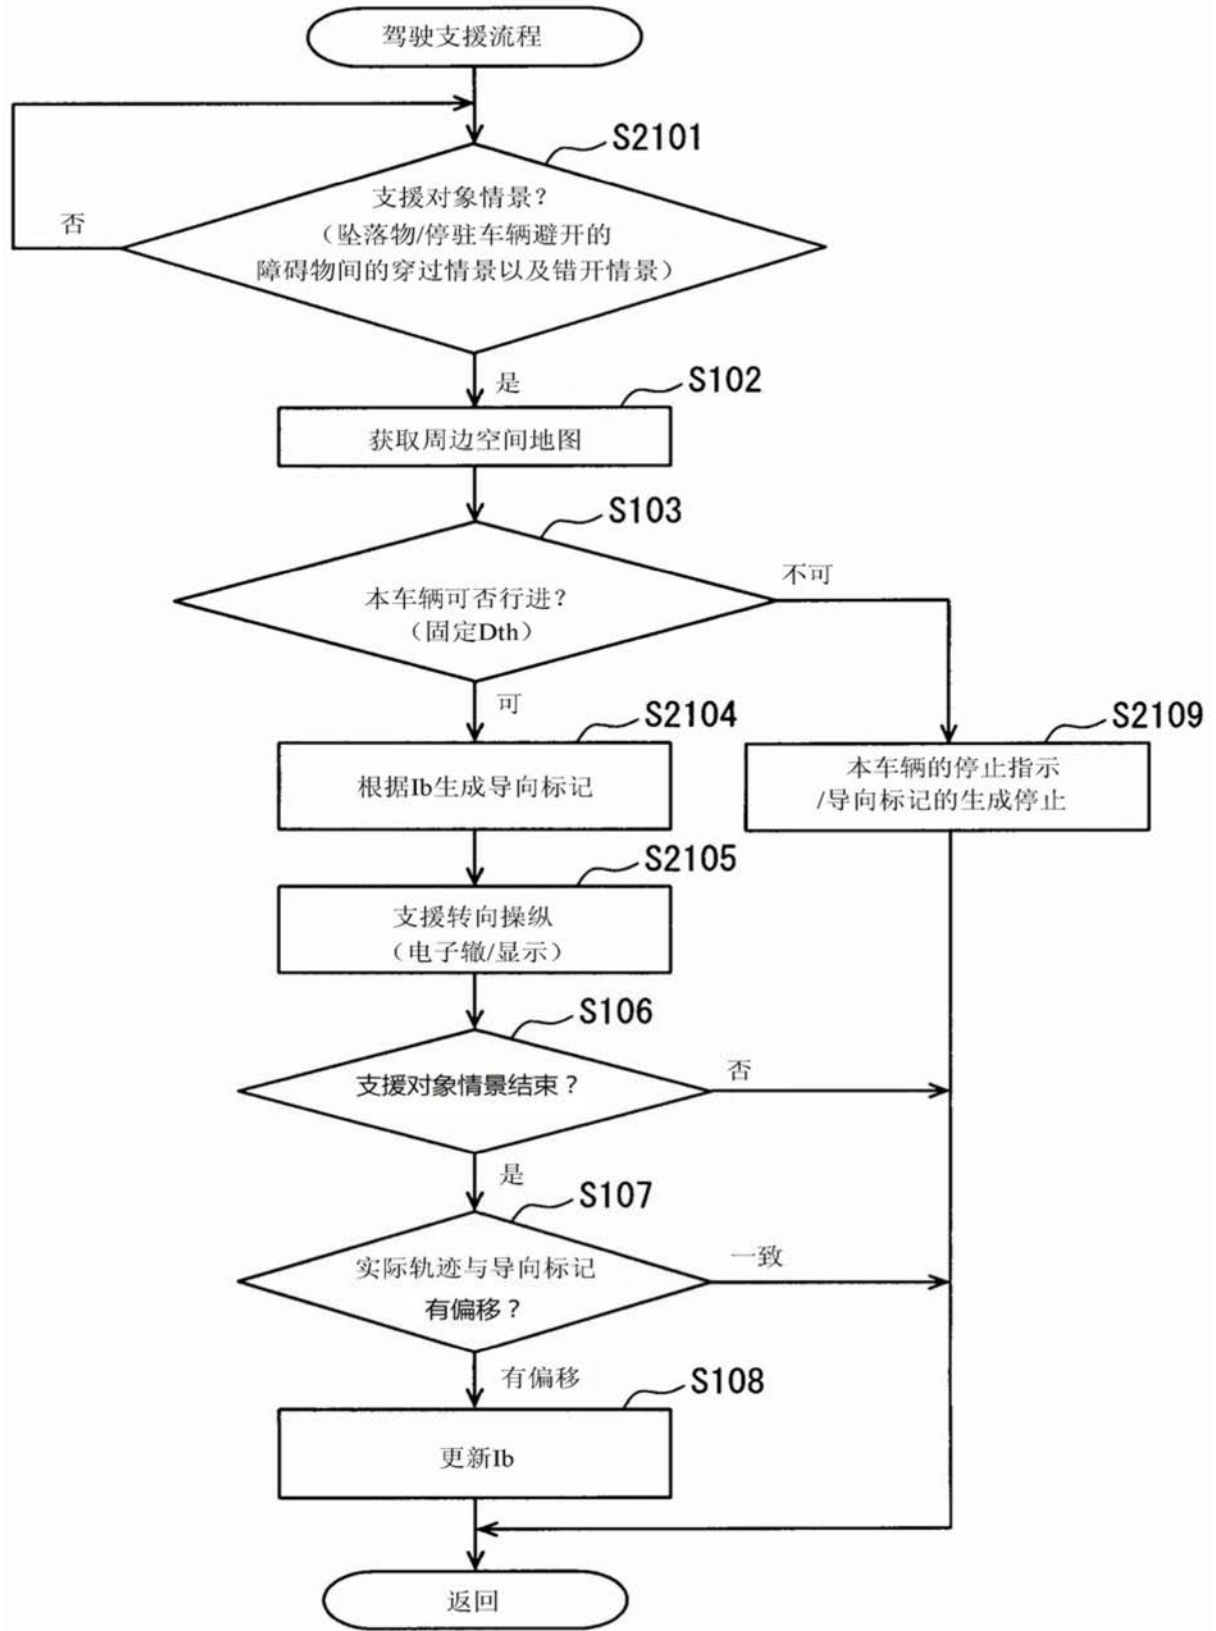 驾驶支援流程
S2101
支援对象情景?
否
(坠落物/停驻车辆避开的
障碍物间的穿过情景以及错开情景)
是
S102
获取周边空间地图
S103
不可
本车辆可否行进?
(固定Dth)
可
S2104
S2109
根据Ib生成导向标记
本车辆的停止指示
/导向标记的生成停止
S2105
支援转向操纵
(电子辙/显示)
S106
否
支援对象情景结束?
是
S107
一致
实际轨迹与导向标记
有偏移?
有偏移
S108
更新Ib
返回